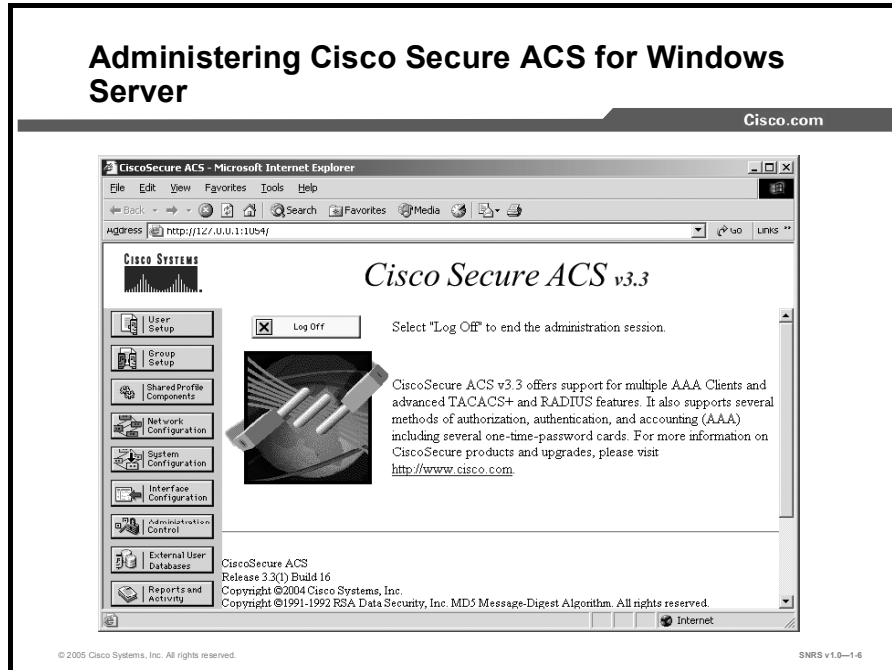 Administering Cisco Secure ACS for Windows
Server
Cisco.com
CiscoSecure ACS - Microsoft Internet Explorer
File Edit View Favorites Tools Help
Back Search Favorites Media
Address http://127.0.0.1:1054/ Go Links »
CISCO SYSTEMS
Cisco Secure ACS v3.3
User
Setup
Group
Setup
Shared Profile
Components
Network
Configuration
System
Configuration
Interface
Configuration
Administration
Control
External User
Databases
Reports and
Activity
Log Off
Select "Log Off" to end the administration session.
CiscoSecure ACS v3.3 offers support for multiple AAA Clients and
advanced TACACS+ and RADIUS features. It also supports several
methods of authorization, authentication, and accounting (AAA)
including several one-time-password cards. For more information on
CiscoSecure products and upgrades, please visit
http://www.cisco.com.
CiscoSecure ACS
Release 3.3(1) Build 16
Copyright ©2004 Cisco Systems, Inc.
Copyright ©1991-1992 RSA Data Security, Inc. MD5 Message-Digest Algorithm. All rights reserved.
Internet
© 2005 Cisco Systems, Inc. All rights reserved.
SNRS v1.0—1-6